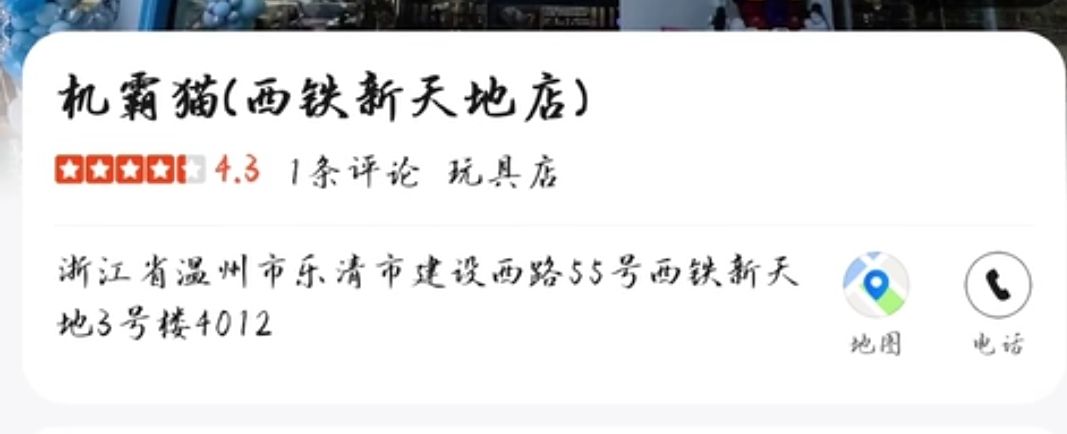 机霸猫(西铁新天地店)
4.3 1条评论 玩具店
浙江省温州市乐清市建设西路55号西铁新天
地3号楼4012
地图 电话